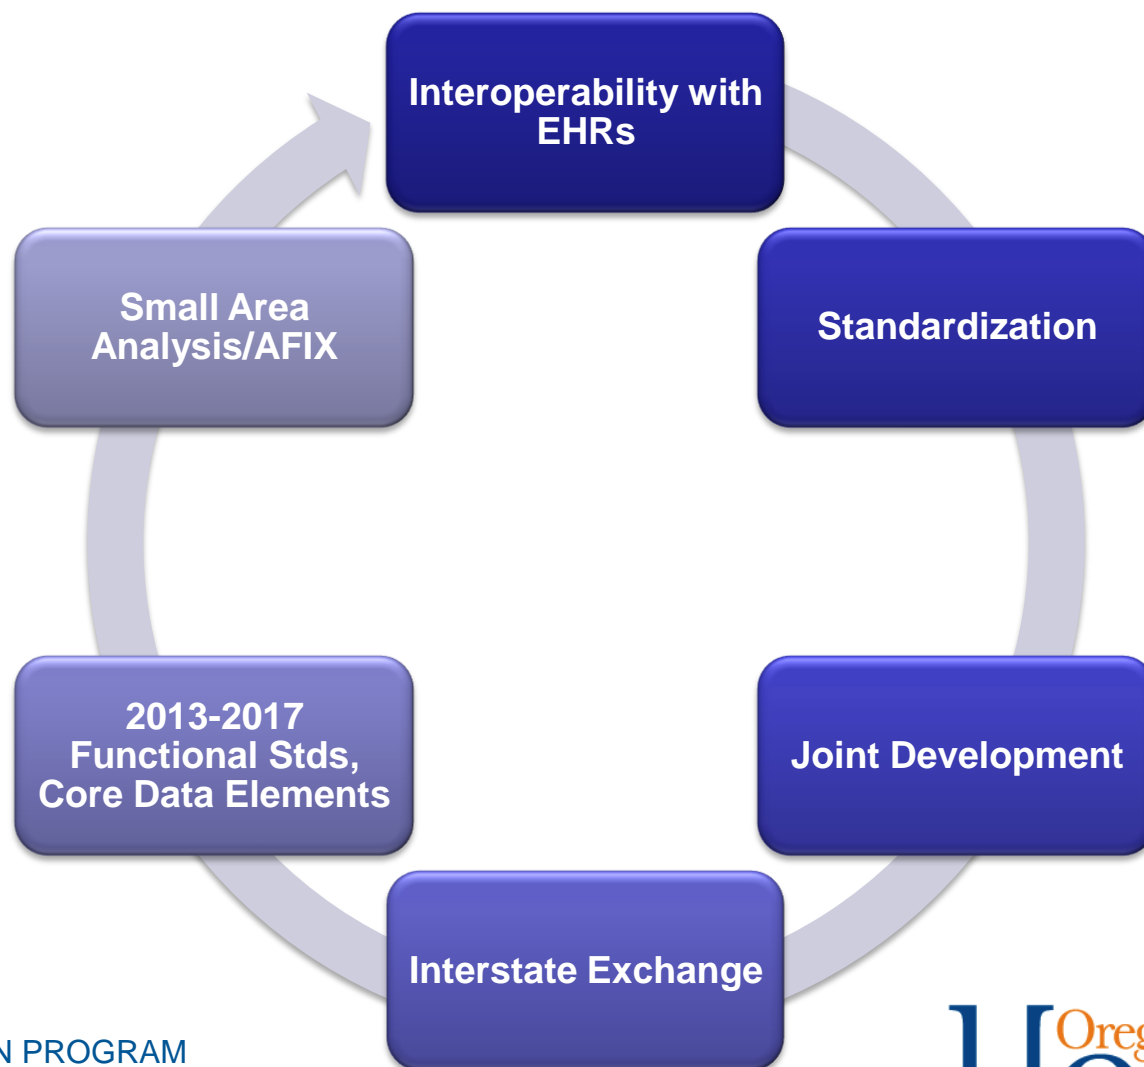 Interoperability with
EHRs
Standardization
Small Area
Analysis/AFIX
2013-2017
Functional Stds,
Core Data Elements
Joint Development
Interstate Exchange
PROGRAM